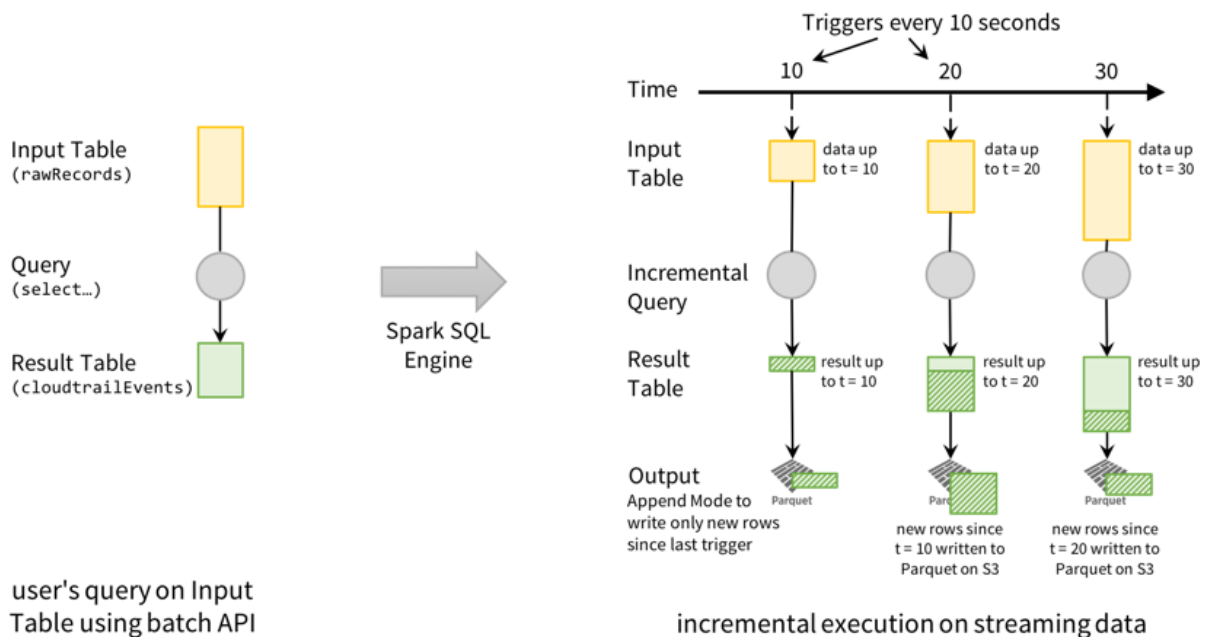 Triggers every 10 seconds
10
20
30
Time
Input Table
(rawRecords)
Query
(select…)
Result Table
(cloudtrailEvents)
Spark SQL
Engine
Input
Table
data up
to t = 10
data up
to t = 20
data up
to t = 30
Incremental
Query
Result
Table
result up
to t = 10
result up
to t = 20
result up
to t = 30
Output
Append Mode to
write only new rows
since last trigger
Parquet
Parquet
new rows since
t = 10 written to
Parquet on S3
new rows since
t = 20 written to
Parquet on S3
user's query on Input
Table using batch API
incremental execution on streaming data